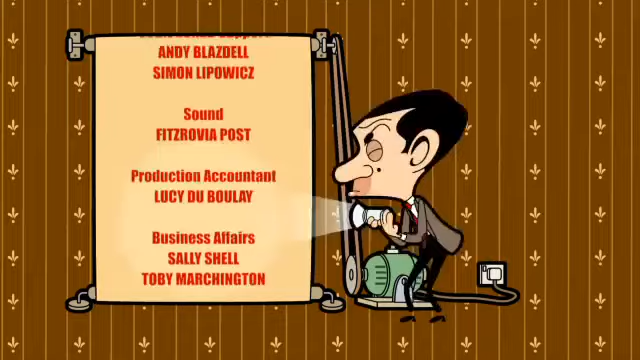 ANDY BLAZDELL
SIMON LIPOWICZ
Sound
FITZROVIA POST
Production Accountant
LUCY DU BOULAY
Business Affairs
SALLY SHELL
TOBY MARCHINGTON